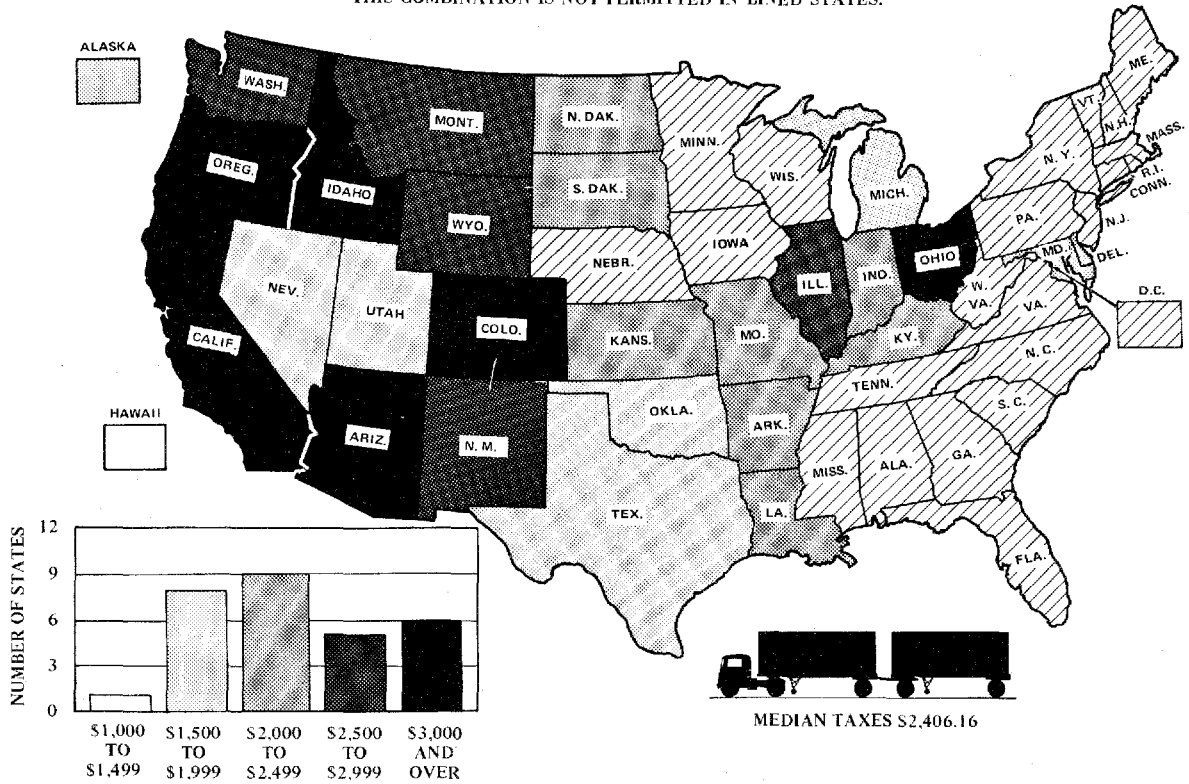 THIS COMBINATION IS NOT PERMITTED IN LINED STATES.
ALASKA
WASH.
MONT.
N. DAK.
MINN.
ME.
VT.
N.H.
MASS.
OREG.
IDAHO
S. DAK.
WIS.
MICH.
N. Y.
R.I.
CONN.
WYO.
IOWA
PA.
N.J.
NEBR.
OHIO
MD.
DEL.
NEV.
UTAH
COLO.
ILL.
IND.
W.
VA.
VA.
D.C.
CALIF.
KANS.
MO.
KY.
N. C.
TENN.
HAWAII
ARIZ.
N. M.
OKLA.
ARK.
S. C.
MISS.
ALA.
GA.
TEX.
LA.
FLA.
NUMBER OF STATES
12
9
6
3
0
$1,000
TO
$1,499
$1,500
TO
$1,999
$2,000
TO
$2,499
$2,500
TO
$2,999
$3,000
AND
OVER
MEDIAN TAXES $2,406.16